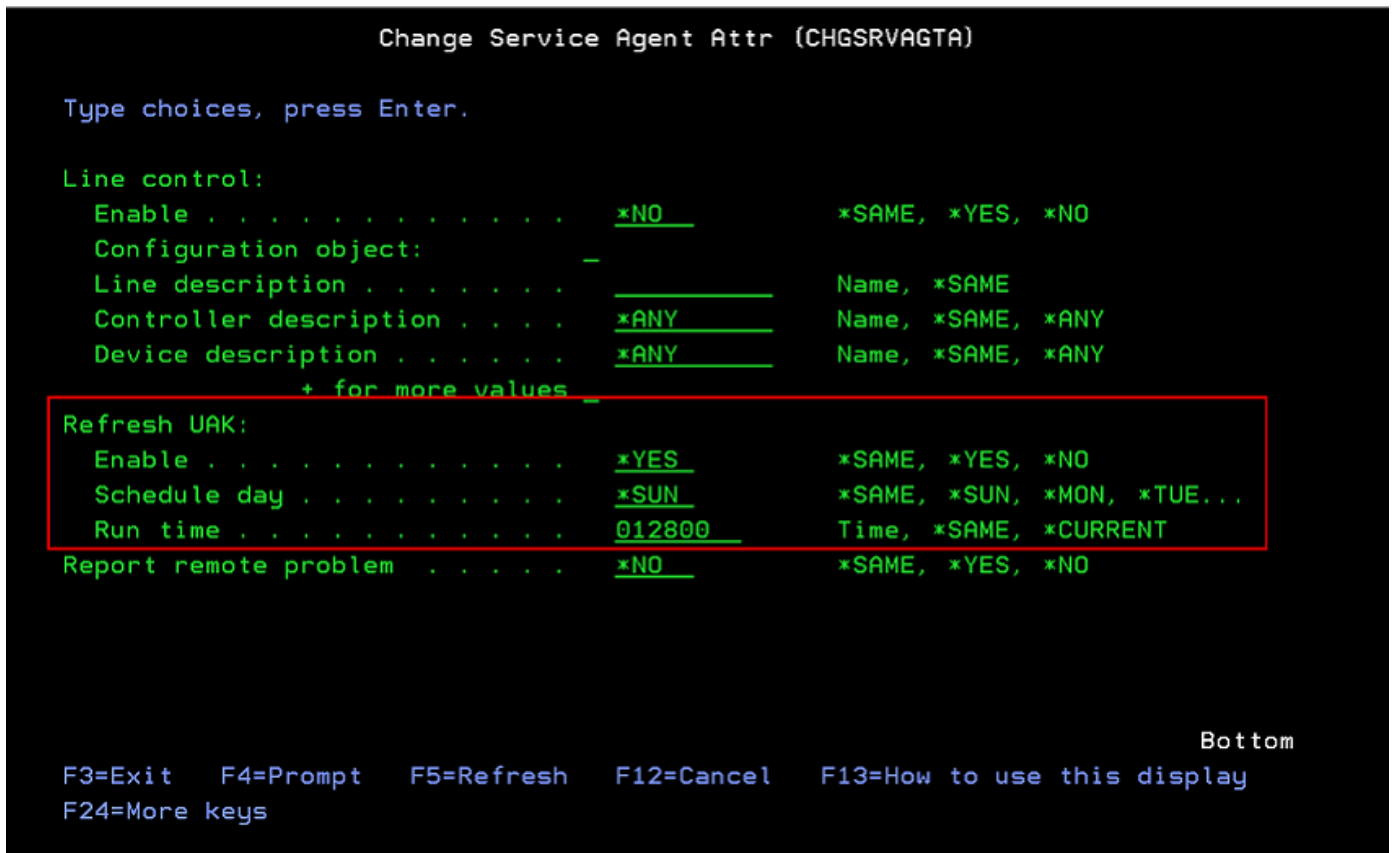 Change Service Agent Attr (CHGSRVAGTA)
Type choices, press Enter.
Line control:
Enable . . . . . . . . . . . . *NO *SAME, *YES, *NO
Configuration object: _
Line description . . . . . . . __________ Name, *SAME
Controller description . . . . *ANY Name, *SAME, *ANY
Device description . . . . . . *ANY Name, *SAME, *ANY
+ for more values _
Refresh UAK:
Enable . . . . . . . . . . . . *YES *SAME, *YES, *NO
Schedule day . . . . . . . . . *SUN *SAME, *SUN, *MON, *TUE...
Run time . . . . . . . . . . . 012800 Time, *SAME, *CURRENT
Report remote problem . . . . . *NO *SAME, *YES, *NO
Bottom
F3=Exit F4=Prompt F5=Refresh F12=Cancel F13=How to use this display
F24=More keys